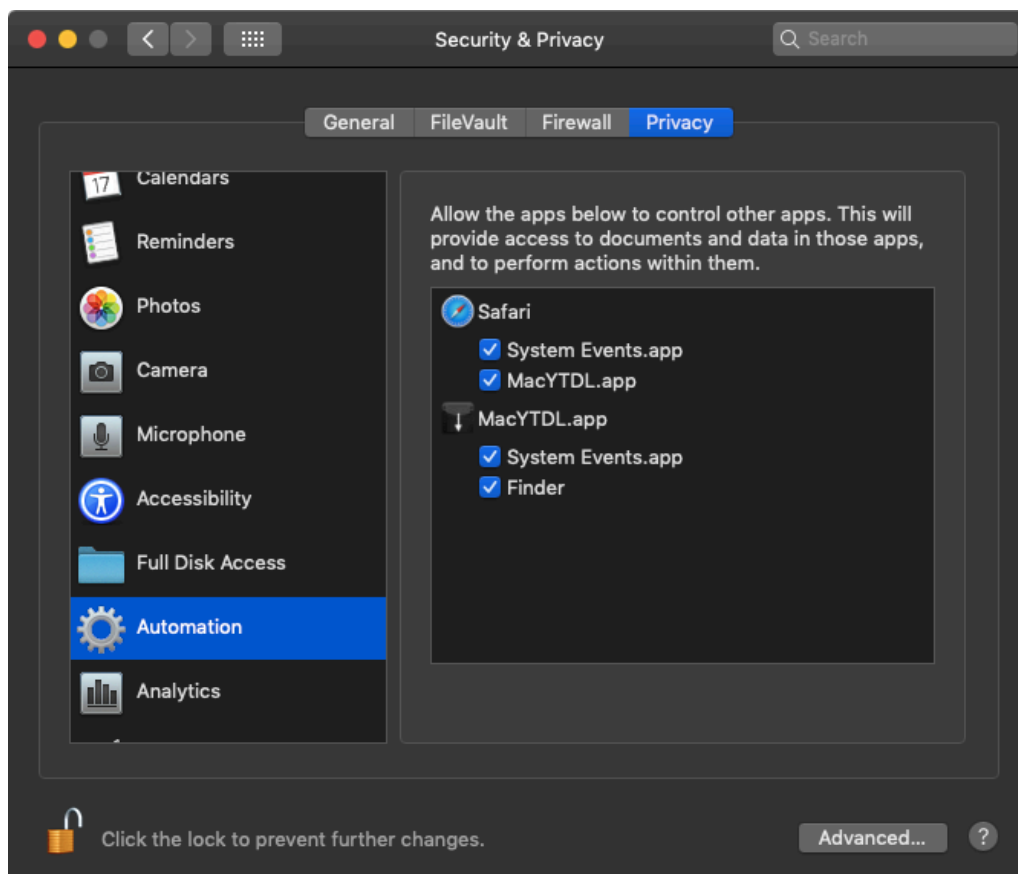 Security & Privacy
Search
General
FileVault
Firewall
Privacy
17
Calendars
Reminders
Photos
Camera
Microphone
Accessibility
Full Disk Access
Automation
Analytics
Allow the apps below to control other apps. This will
provide access to documents and data in those apps,
and to perform actions within them.
Safari
System Events.app
MacYTDL.app
MacYTDL.app
System Events.app
Finder
Click the lock to prevent further changes.
Advanced...
?